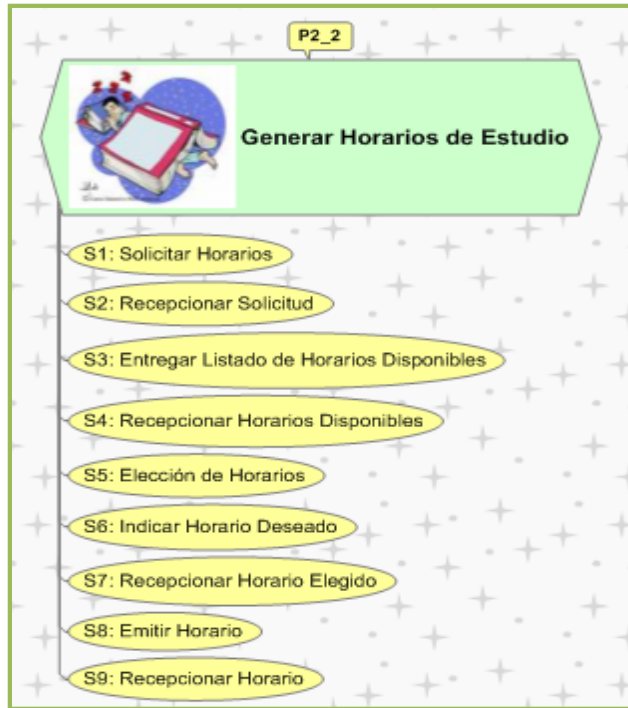 P2_2
Generar Horarios de Estudio
S1: Solicitar Horarios
S2: Recepcionar Solicitud
S3: Entregar Listado de Horarios Disponibles
S4: Recepcionar Horarios Disponibles
S5: Elección de Horarios
S6: Indicar Horario Deseado
S7: Recepcionar Horario Elegido
S8: Emitir Horario
S9: Recepcionar Horario